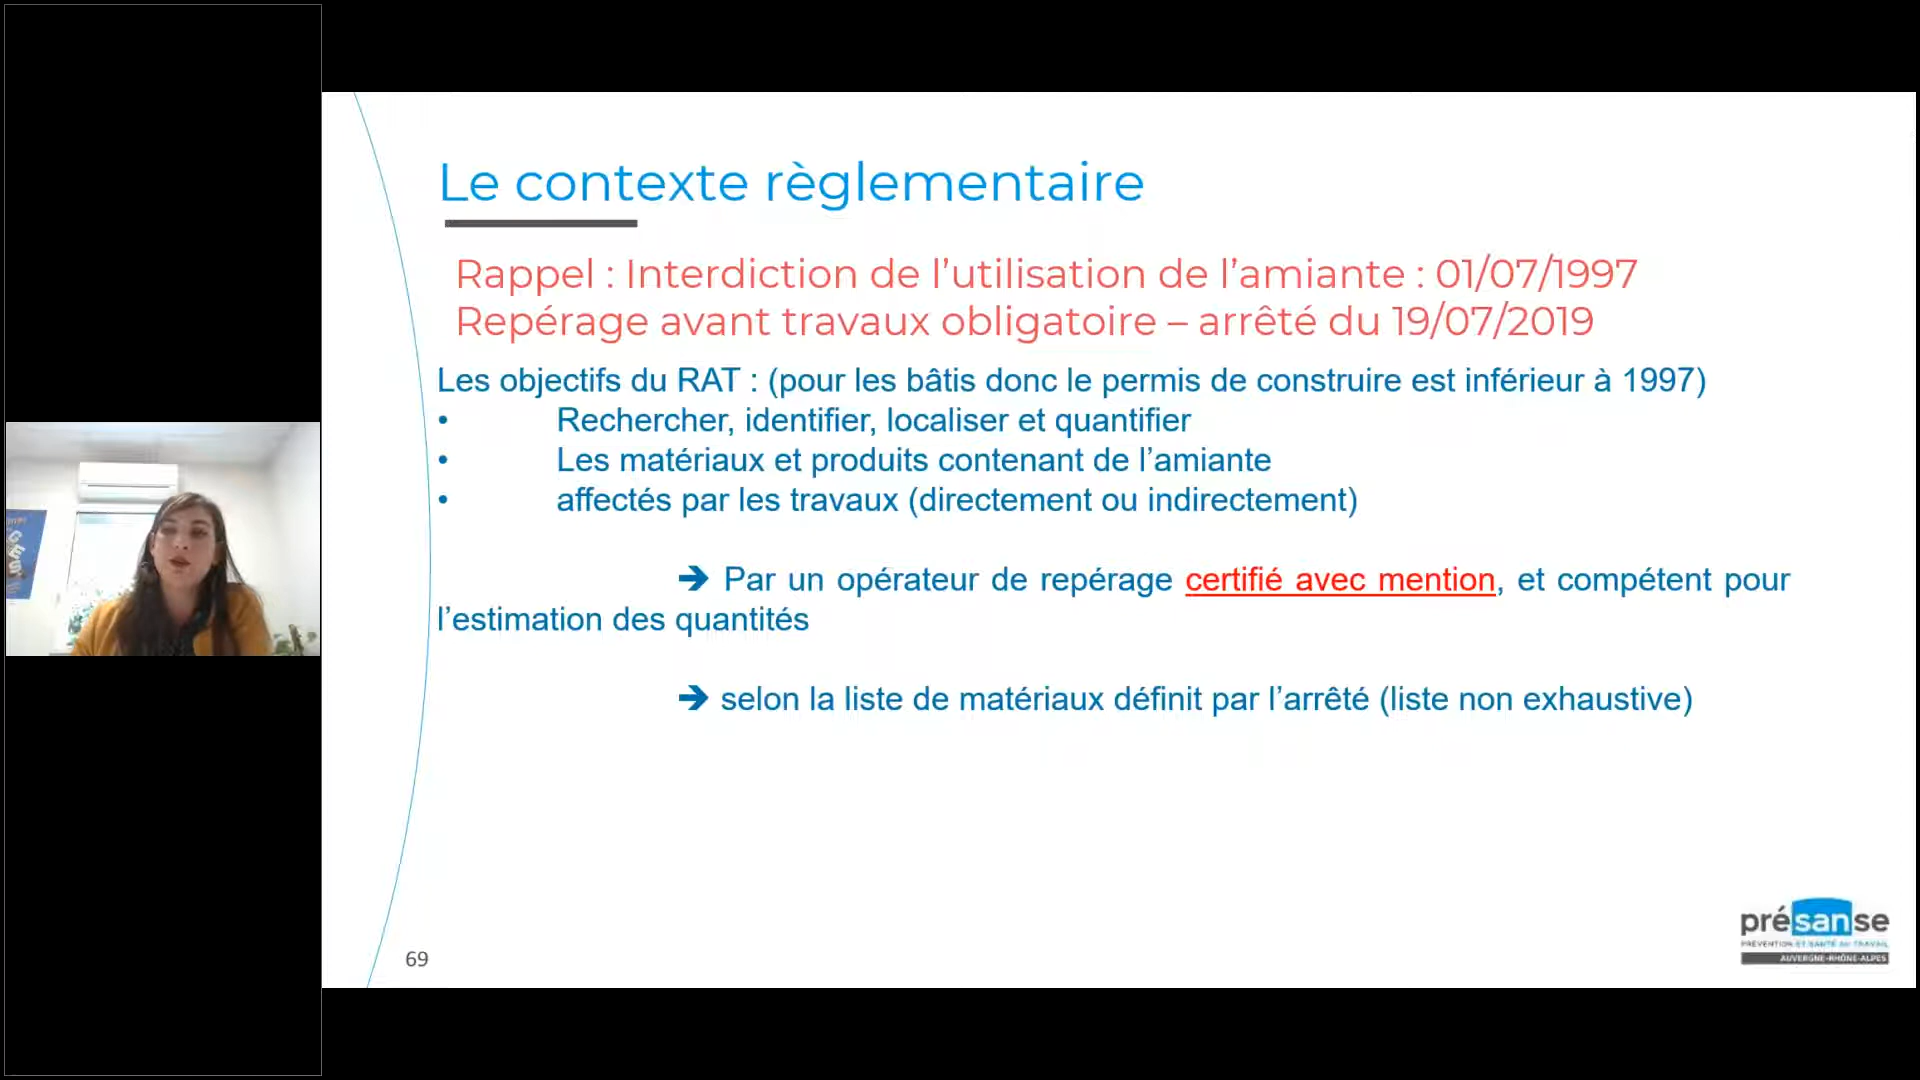 Le contexte règlementaire
Rappel : Interdiction de l’utilisation de l’amiante : 01/07/1997
Repérage avant travaux obligatoire – arrêté du 19/07/2019
Les objectifs du RAT : (pour les bâtis donc le permis de construire est inférieur à 1997)
• Rechercher, identifier, localiser et quantifier
• Les matériaux et produits contenant de l’amiante
• affectés par les travaux (directement ou indirectement)
➔ Par un opérateur de repérage certifié avec mention, et compétent pour
l’estimation des quantités
➔ selon la liste de matériaux définit par l’arrêté (liste non exhaustive)
69
présanse
PRÉVENTION ET SANTÉ AU TRAVAIL
AUVERGNE-RHÔNE-ALPES